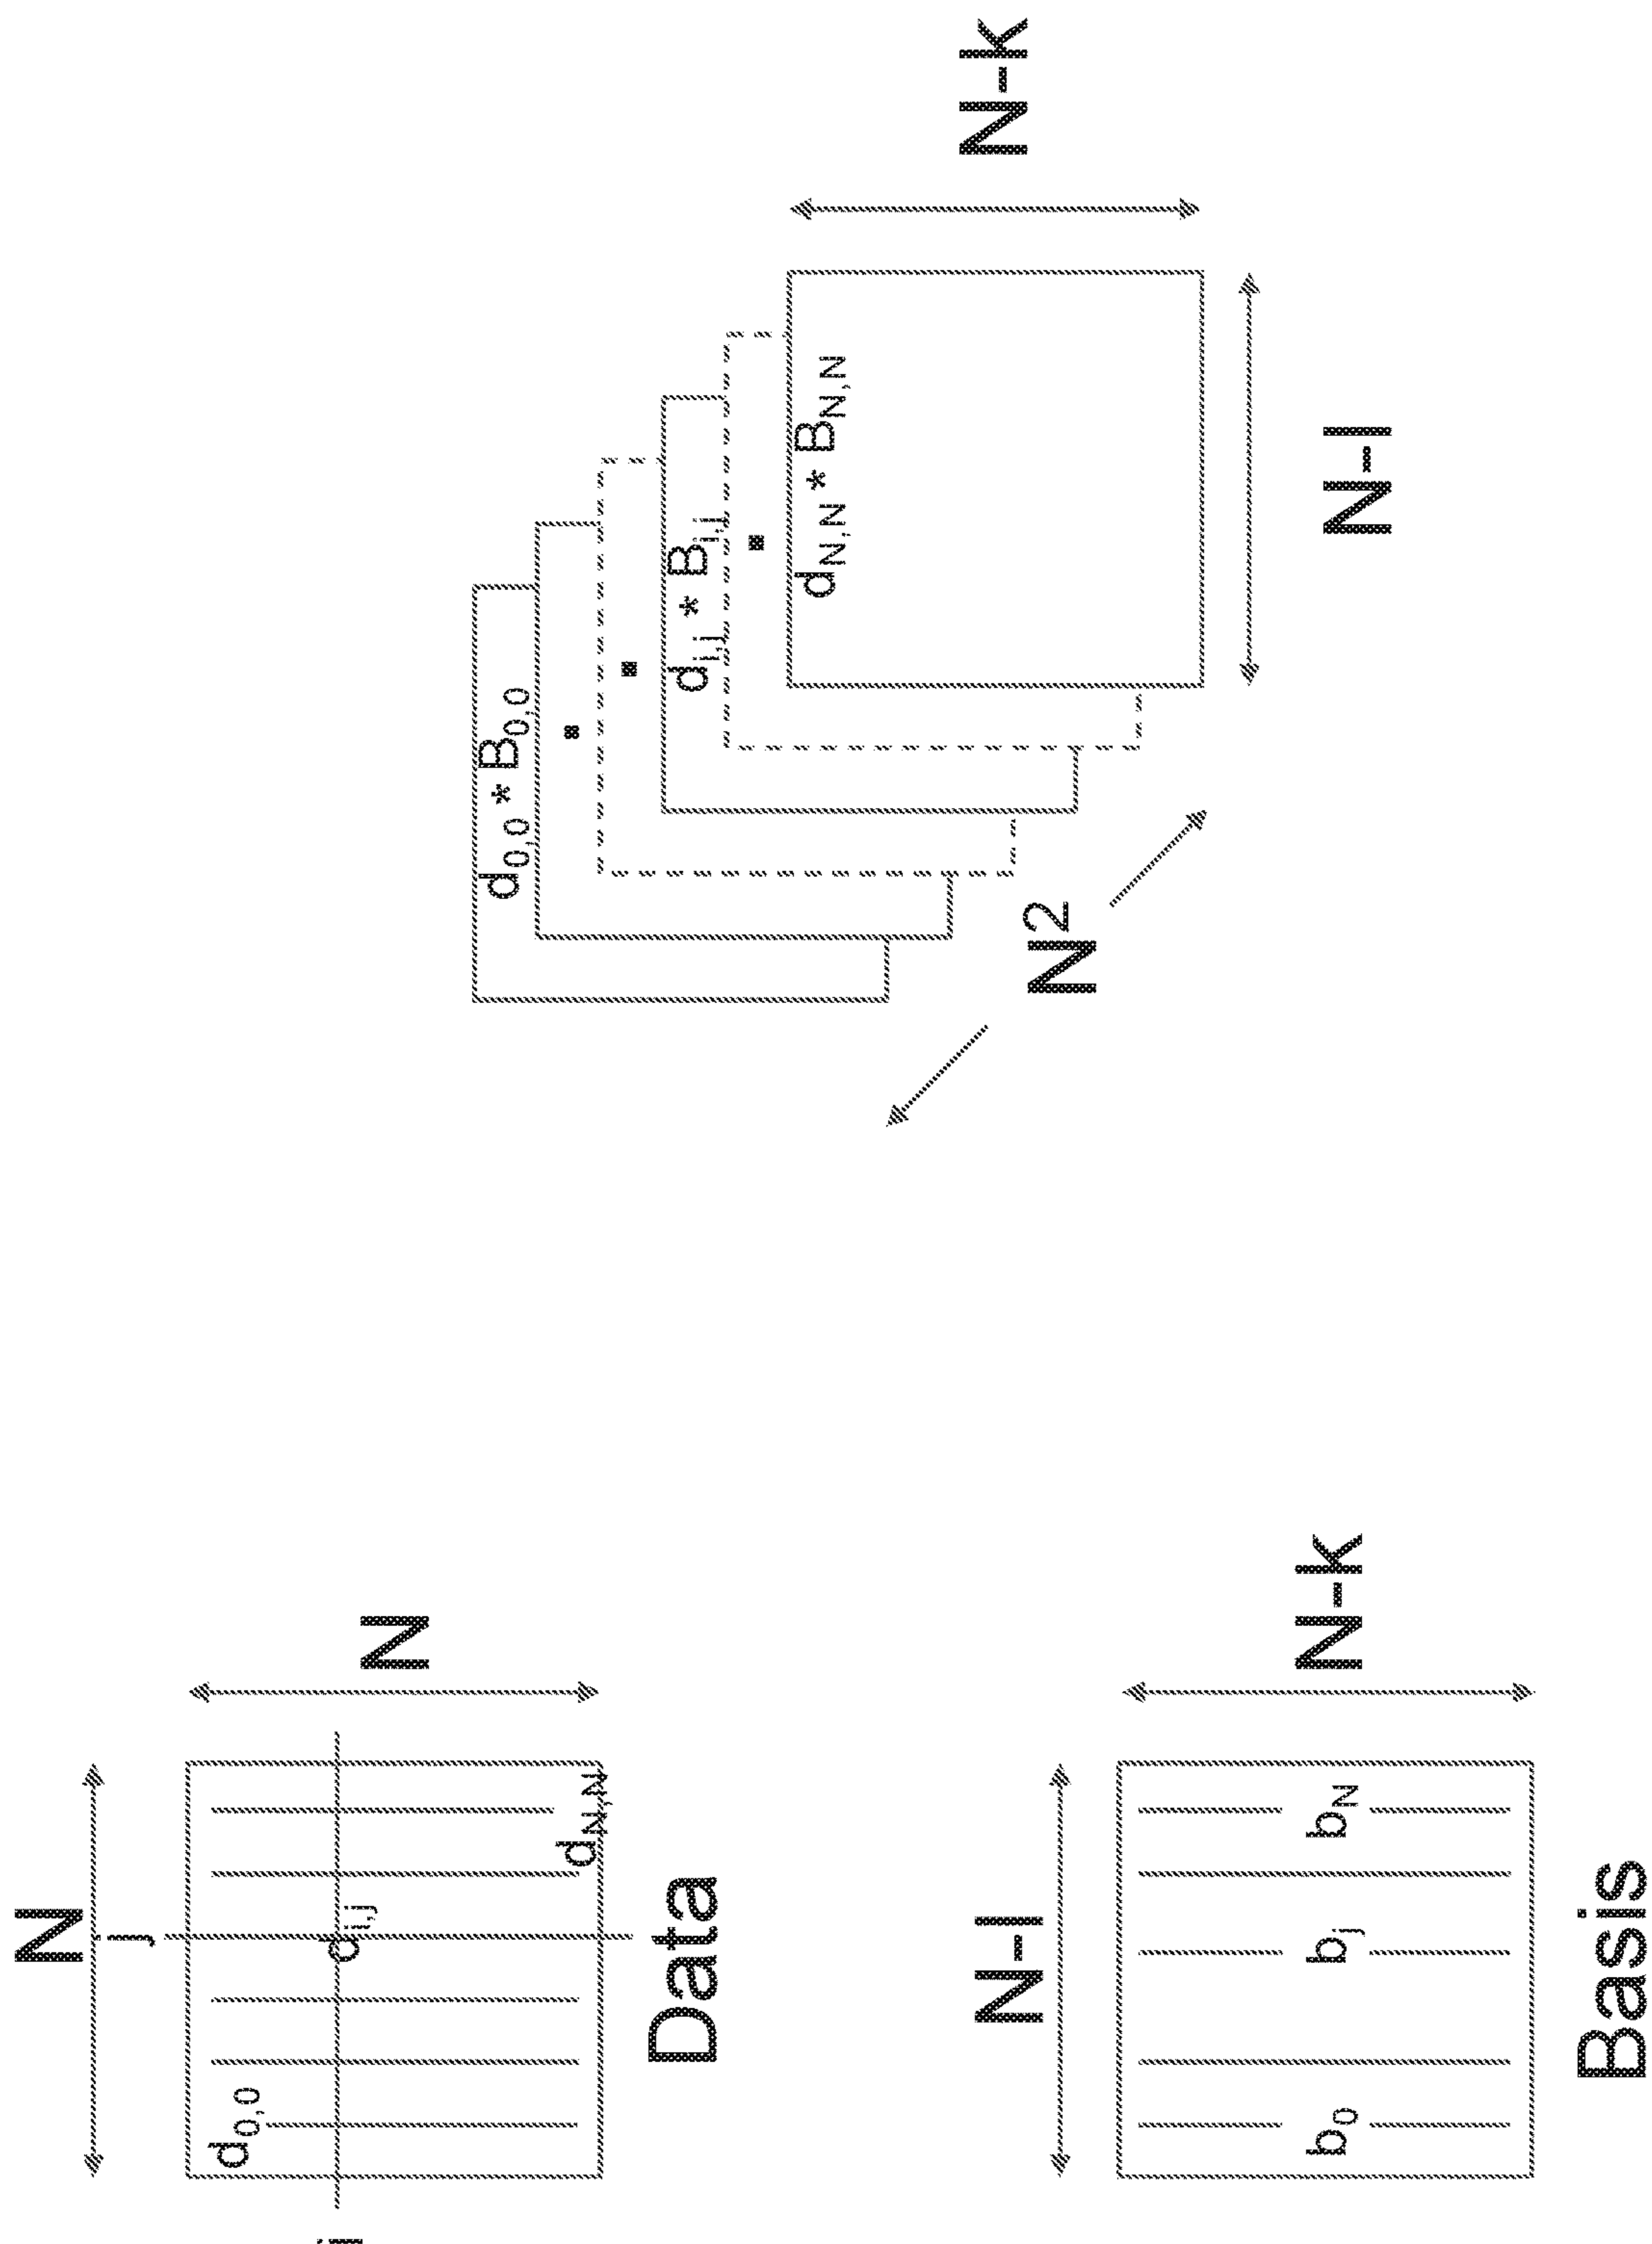 N
j
d0,0
i
di,j
N
dN,N
Data
N-l
b0 bj bN
N-k
Basis
d0,0 * B0,0
di,j * Bi,j
dN,N * BN,N
N-k
N2
N-l